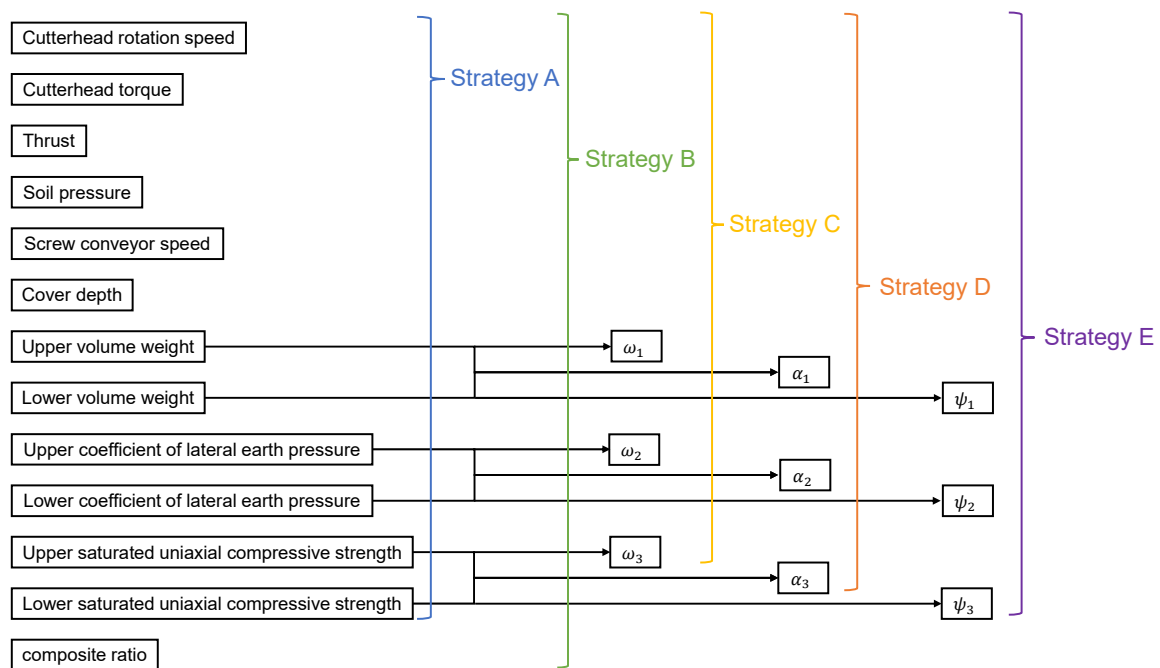 Cutterhead rotation speed
Cutterhead torque
Thrust
Soil pressure
Screw conveyor speed
Cover depth
Upper volume weight
Lower volume weight
Upper coefficient of lateral earth pressure
Lower coefficient of lateral earth pressure
Upper saturated uniaxial compressive strength
Lower saturated uniaxial compressive strength
composite ratio
Strategy A
Strategy B
Strategy C
Strategy D
Strategy E
ω₁
α₁
ψ₁
ω₂
α₂
ψ₂
ω₃
α₃
ψ₃